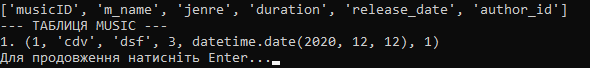 ['musicID', 'm_name', 'jenre', 'duration', 'release_date', 'author_id']
--- ТАБЛИЦЯ MUSIC ---
1. (1, 'cdv', 'dsf', 3, datetime.date(2020, 12, 12), 1)
Для продовження натисніть Enter...